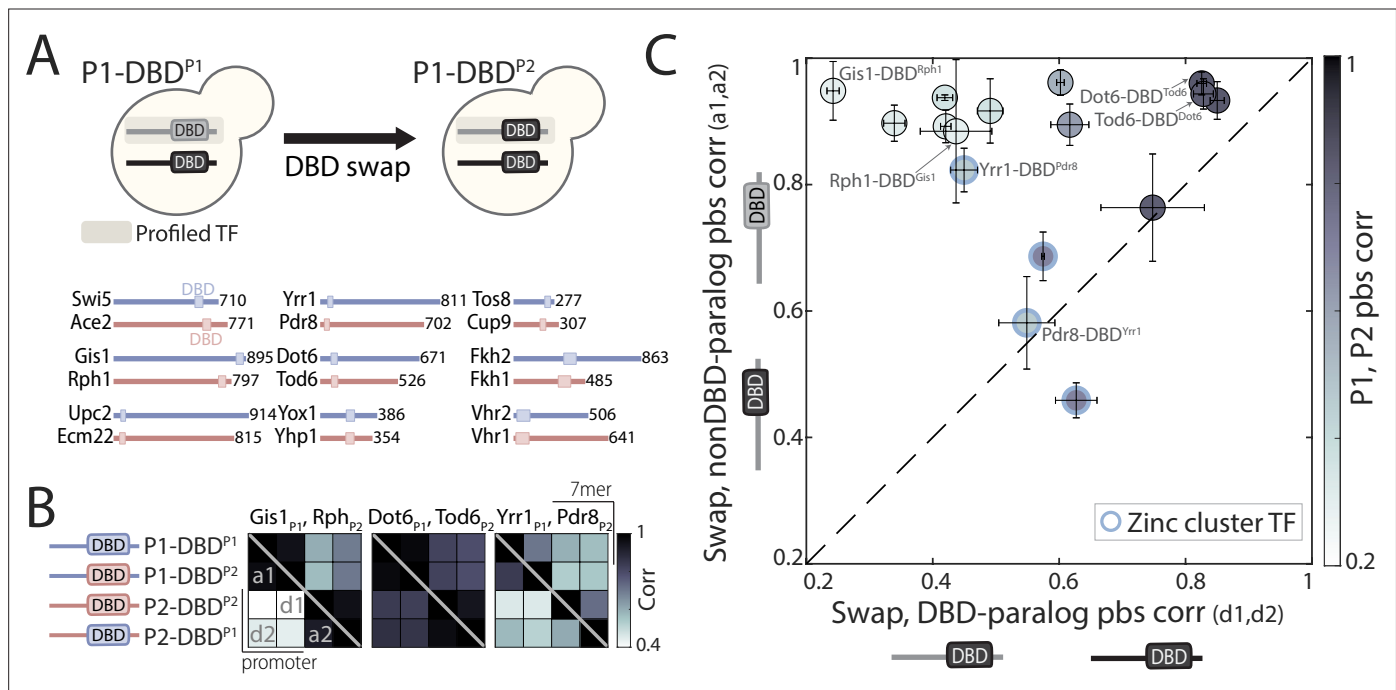 A
P1-DBD^P1
P1-DBD^P2
DBD
DBD
DBD swap
DBD
DBD
Profiled TF
DBD
Swi5 710
Ace2 771
DBD
Yrr1 811
Pdr8 702
Tos8 277
Cup9 307
Gis1 895
Rph1 797
Dot6 671
Tod6 526
Fkh2 863
Fkh1 485
Upc2 914
Ecm22 815
Yox1 386
Yhp1 354
Vhr2 506
Vhr1 641
B
7mer
Gis1_P1, Rph_P2
Dot6_P1, Tod6_P2
Yrr1_P1, Pdr8_P2
DBD P1-DBD^P1
DBD P1-DBD^P2
DBD P2-DBD^P2
DBD P2-DBD^P1
a1
d1
d2
a2
promoter
1
Corr
0.4
C
Swap, nonDBD-paralog pbs corr (a1,a2)
DBD
DBD
1
0.8
0.6
0.4
0.2
Gis1-DBD^Rph1
Dot6-DBD^Tod6
Tod6-DBD^Dot6
Rph1-DBD^Gis1
Yrr1-DBD^Pdr8
Pdr8-DBD^Yrr1
Zinc cluster TF
0.2 0.4 0.6 0.8 1
Swap, DBD-paralog pbs corr (d1,d2)
DBD
DBD
1
P1, P2 pbs corr
0.2